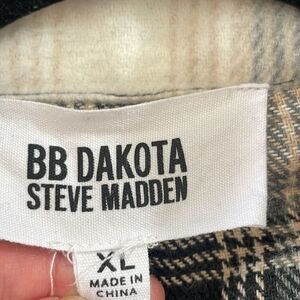 BB DAKOTA
STEVE MADDEN
XL
MADE IN
CHINA